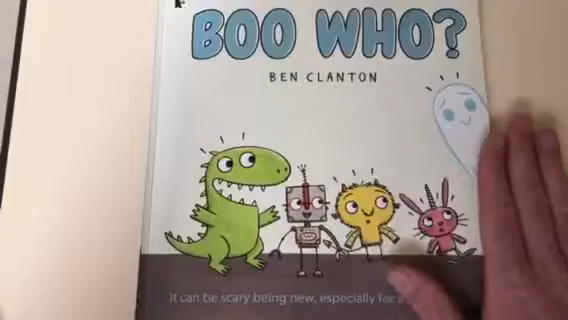 BOO WHO?
BEN CLANTON
It can be scary being new, especially for